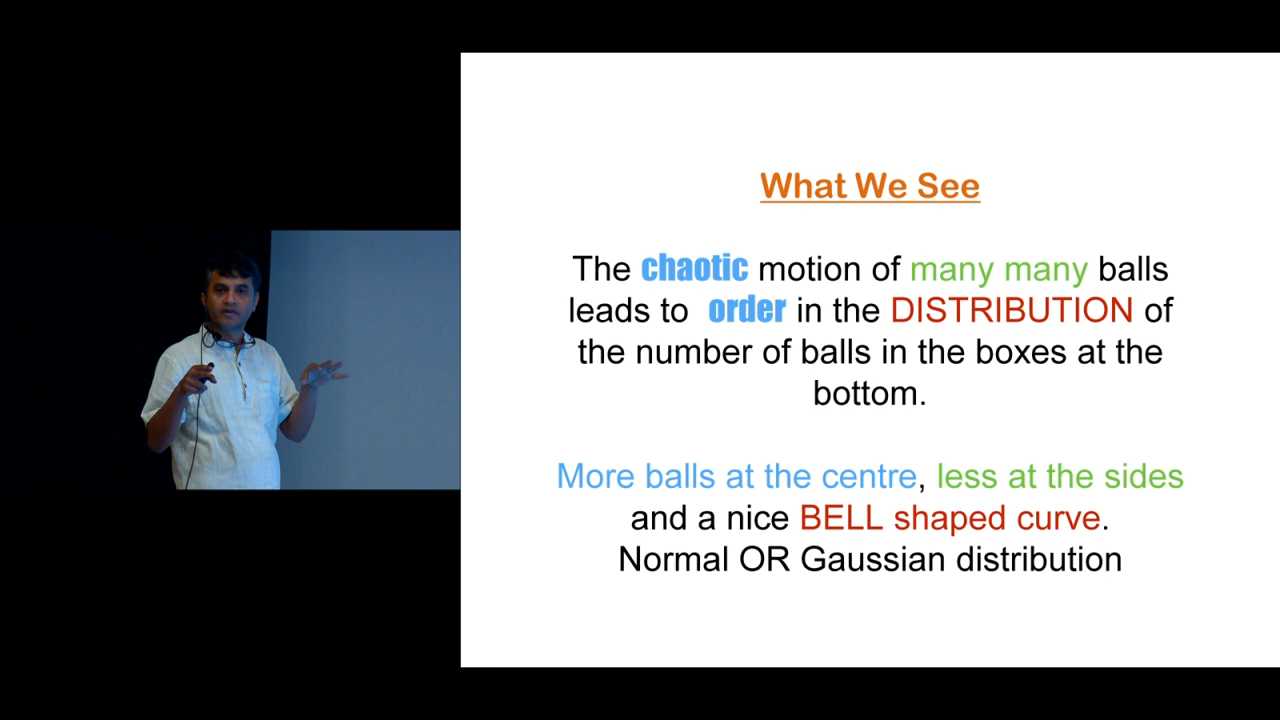 What We See
The chaotic motion of many many balls
leads to order in the DISTRIBUTION of
the number of balls in the boxes at the
bottom.
More balls at the centre, less at the sides
and a nice BELL shaped curve.
Normal OR Gaussian distribution